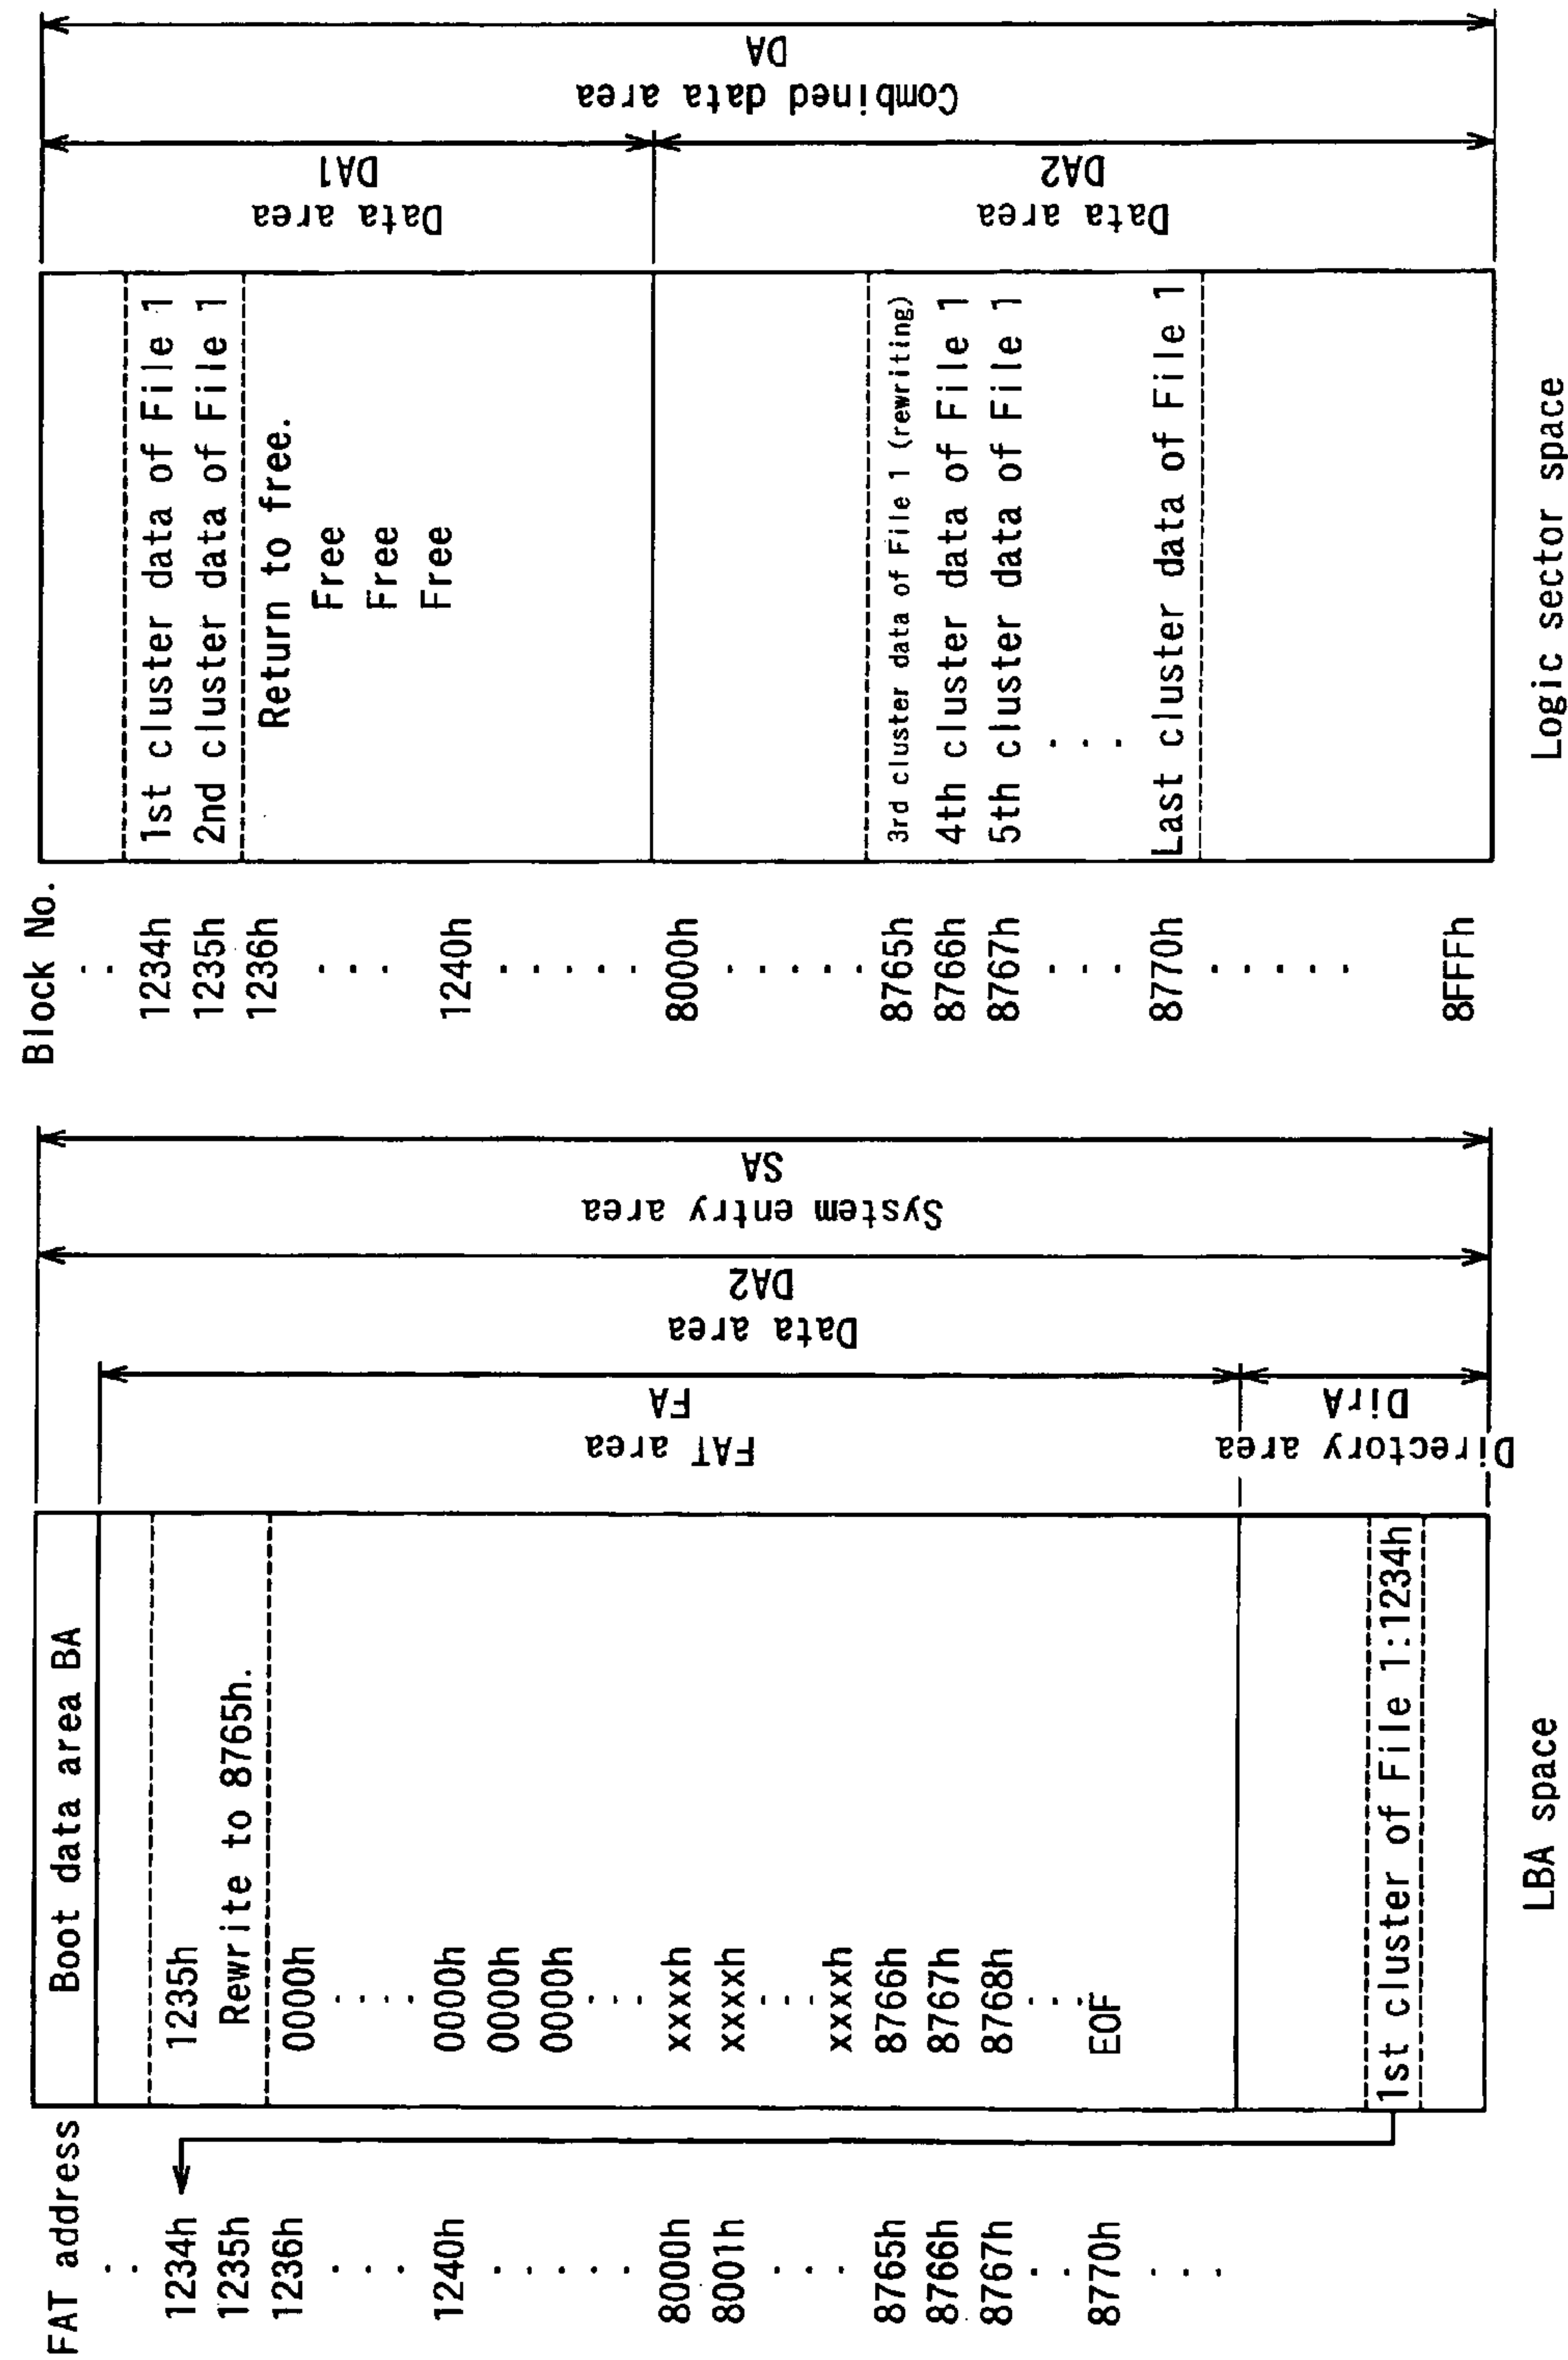 FAT address
. .
1234h
1235h
1236h
. . .
1240h
. . . . .
8000h
8001h
. . .
8765h
8766h
8767h
. .
8770h
. . .
Boot data area BA
1235h
Rewrite to 8765h.
0000h
. . . .
0000h
0000h
0000h
. . .
xxxxh
xxxxh
. . .
xxxxh
8766h
8767h
8768h
. . .
EOF
1st cluster of File 1:1234h
FAT area
FA
Directory area
DirA
Data area
DA2
System entry area
SA
LBA space
Block No.
. .
1234h
1235h
1236h
. . .
1240h
. . . . .
8000h
. . . . .
8765h
8766h
8767h
. . .
8770h
. . . . .
8FFFh
1st cluster data of File 1
2nd cluster data of File 1
Return to free.
Free
Free
Free
3rd cluster data of File 1 (rewriting)
4th cluster data of File 1
5th cluster data of File 1
. . .
Last cluster data of File 1
Data area
DA1
Data area
DA2
Combined data area
DA
Logic sector space